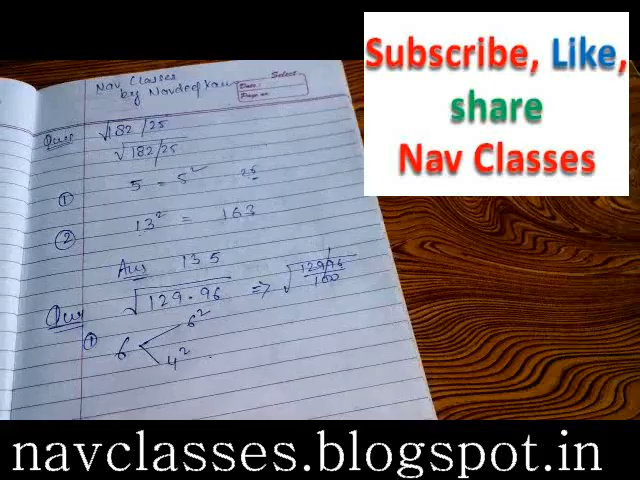 Subscribe, Like,
share
Nav Classes
Nav Classes
by Navdeep Kaur
Select
Date :
Page no.
Ques √182/25
√182/25
① 5 = 5² 25
② 13² = 163
Ans 135
Ques √129.96 ⇒ √12996/100
① 6 6²
4²
navclasses.blogspot.in